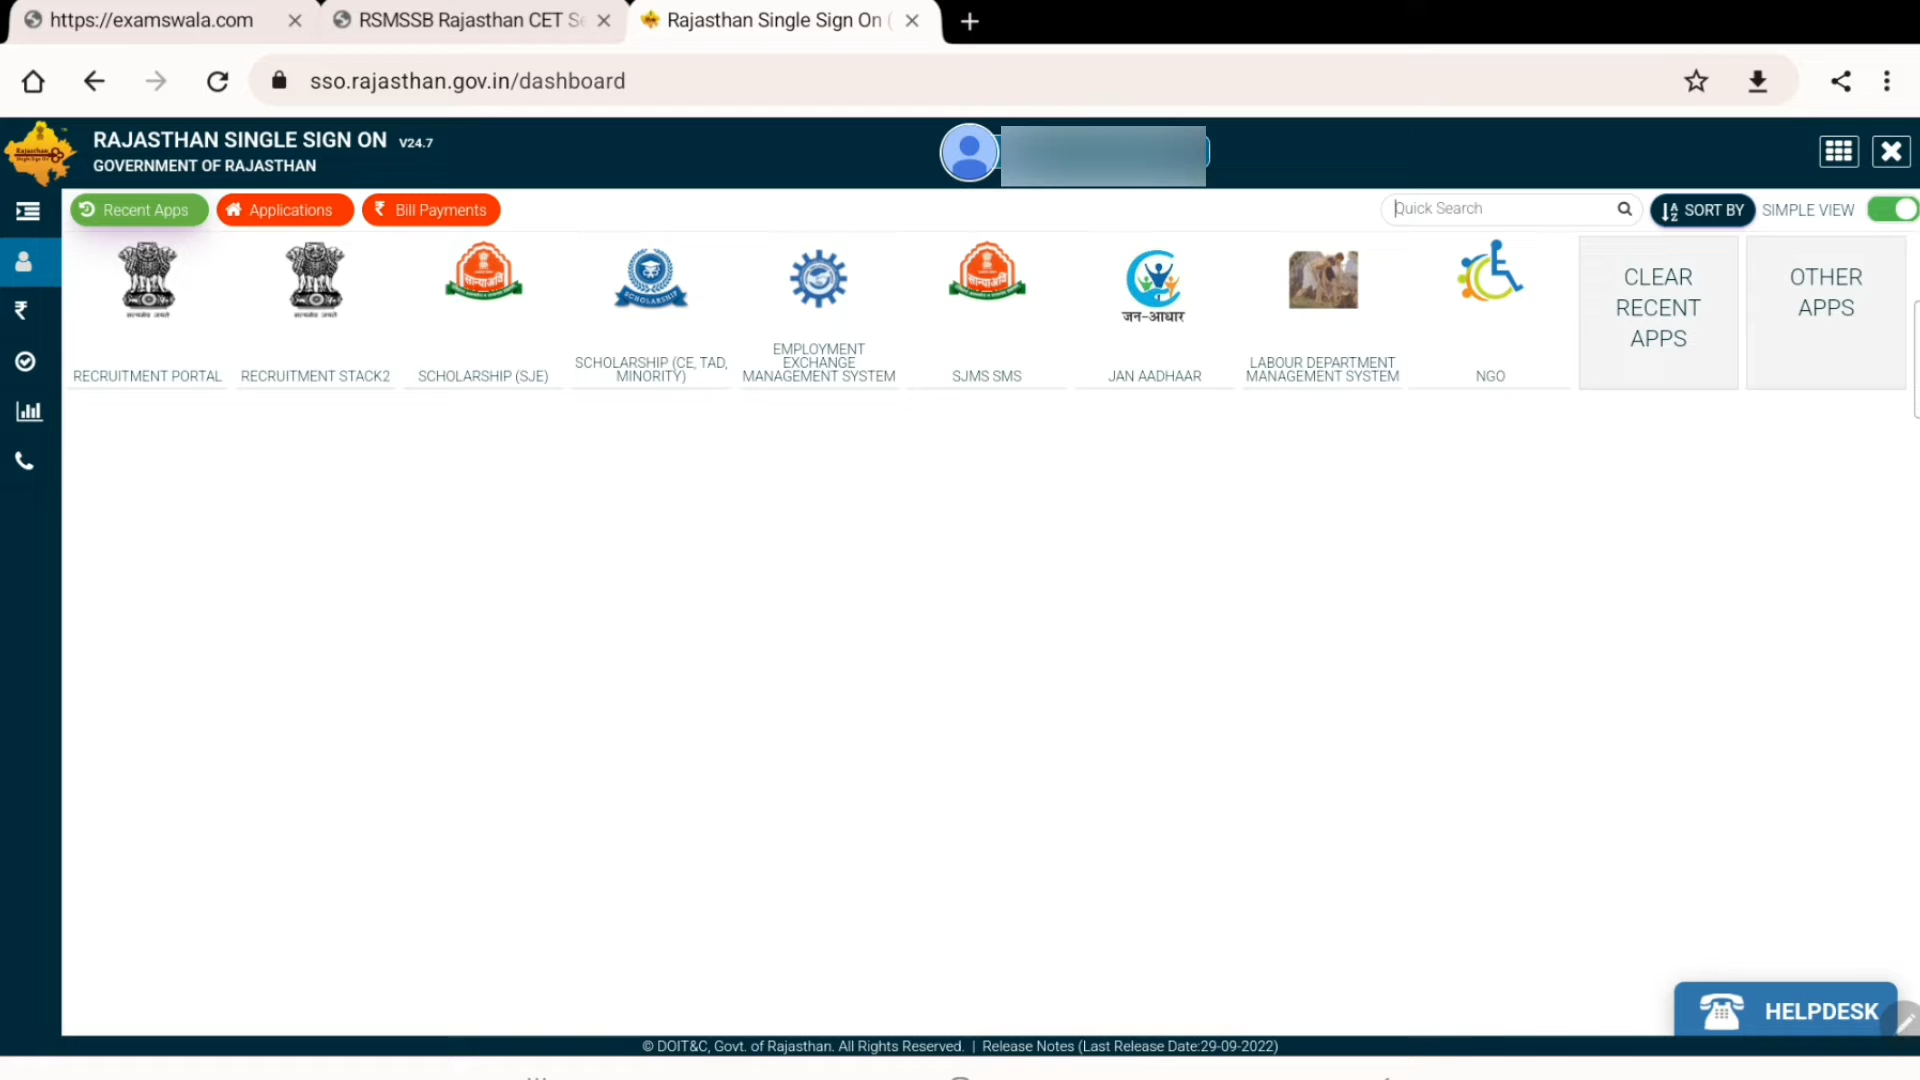 https://examswala.com
RSMSSB Rajasthan CET Se
Rajasthan Single Sign On (
sso.rajasthan.gov.in/dashboard
RAJASTHAN SINGLE SIGN ON V24.7
GOVERNMENT OF RAJASTHAN
Recent Apps
Applications
Bill Payments
Quick Search
SORT BY
SIMPLE VIEW
RECRUITMENT PORTAL
RECRUITMENT STACK2
SCHOLARSHIP (SJE)
SCHOLARSHIP
SCHOLARSHIP (CE, TAD,
MINORITY)
EMPLOYMENT
EXCHANGE
MANAGEMENT SYSTEM
SJMS SMS
जन-आधार
JAN AADHAAR
LABOUR DEPARTMENT
MANAGEMENT SYSTEM
NGO
CLEAR
RECENT
APPS
OTHER
APPS
HELPDESK
© DOIT&C, Govt. of Rajasthan. All Rights Reserved. | Release Notes (Last Release Date:29-09-2022)